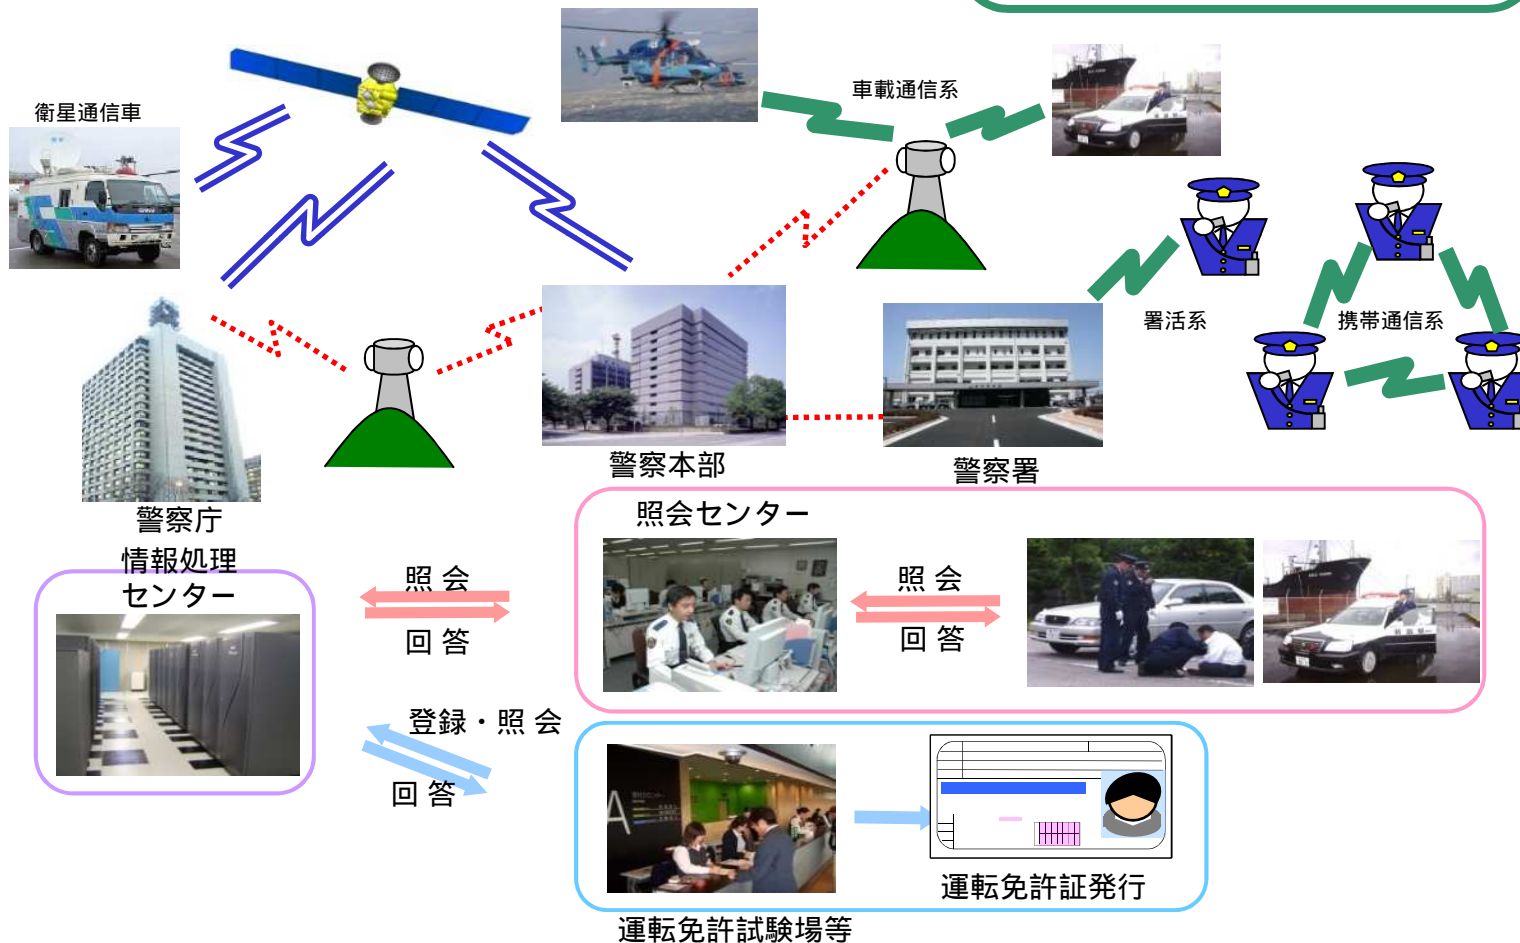 車載通信系
衛星通信車
署活系
携帯通信系
警察本部
警察署
警察庁
情報処理
センター
照会センター
照 会
回 答
照 会
回 答
登録・照 会
回 答
A
運転免許証発行
運転免許試験場等